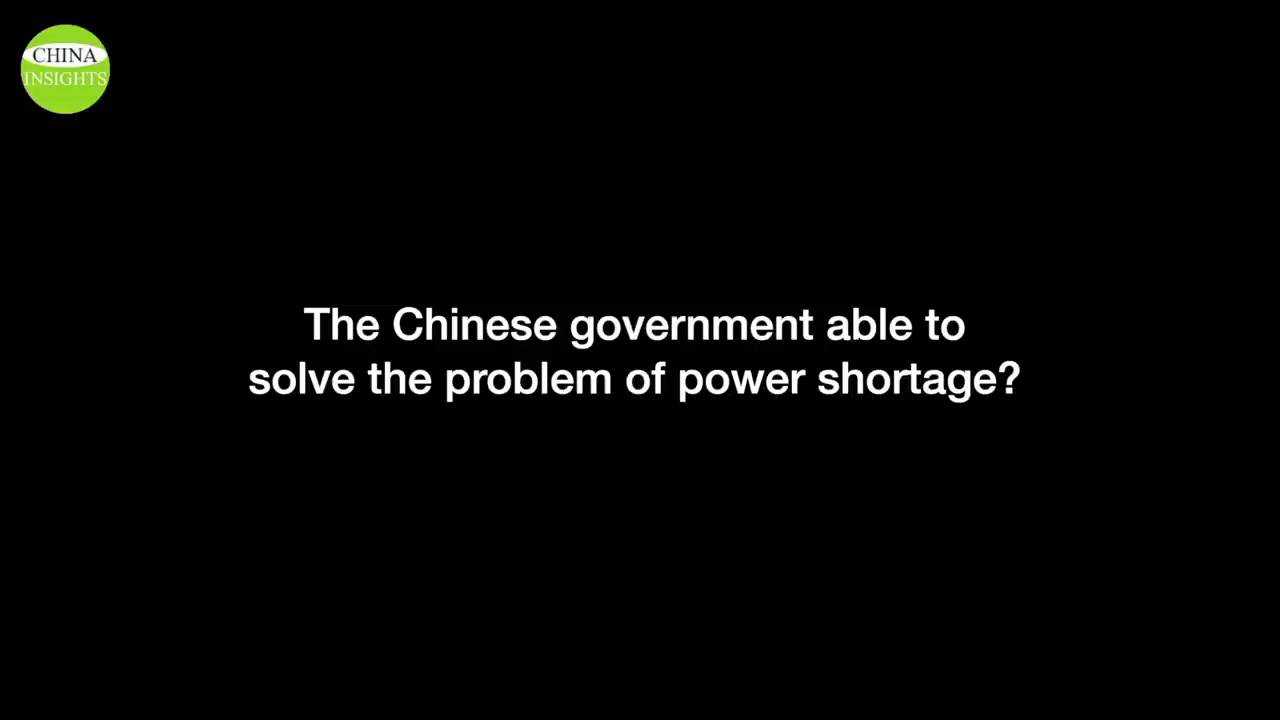 CHINA
INSIGHTS
The Chinese government able to
solve the problem of power shortage?